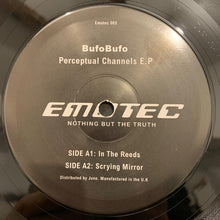 Emotec 003
BufoBufo
Perceptual Channels E.P
EMOTEC
NOTHING BUT THE TRUTH
SIDE A1: In The Reeds
SIDE A2: Scrying Mirror
Distributed by Juno. Manufactured in the U.K